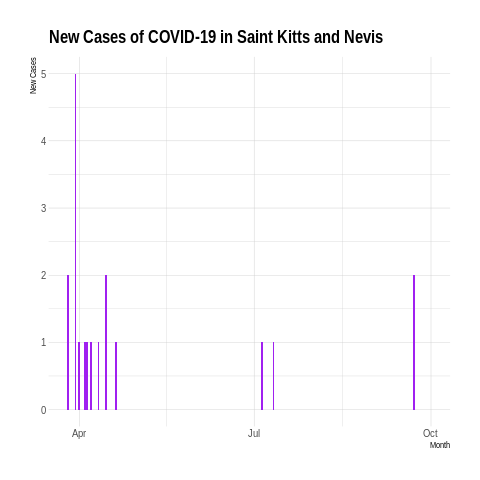 New Cases of COVID-19 in Saint Kitts and Nevis
New Cases
5
4
3
2
1
0
Apr
Jul
Oct
Month